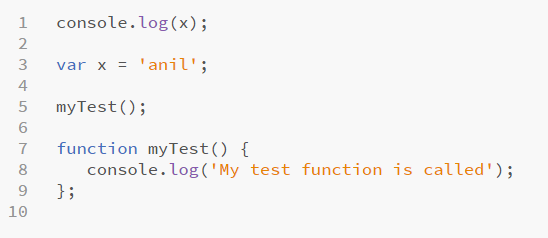 1 console.log(x);
2
3 var x = 'anil';
4
5 myTest();
6
7 function myTest() {
8 console.log('My test function is called');
9 };
10